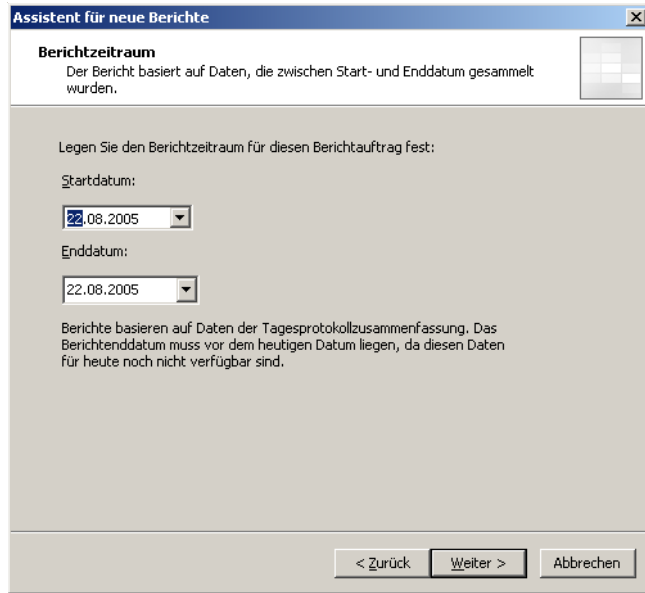 Assistent für neue Berichte
Berichtzeitraum
Der Bericht basiert auf Daten, die zwischen Start- und Enddatum gesammelt
wurden.
Legen Sie den Berichtzeitraum für diesen Berichtauftrag fest:
Startdatum:
22.08.2005
Enddatum:
22.08.2005
Berichte basieren auf Daten der Tagesprotokollzusammenfassung. Das
Berichtenddatum muss vor dem heutigen Datum liegen, da diesen Daten
für heute noch nicht verfügbar sind.
< Zurück Weiter > Abbrechen